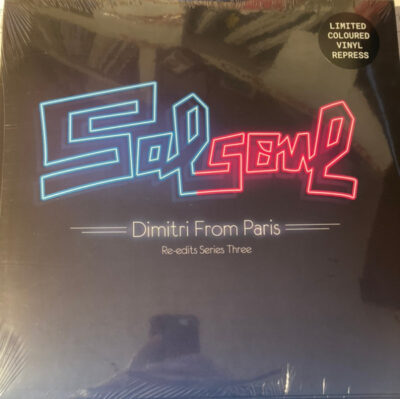 LIMITED
COLOURED
VINYL
REPRESS
Salsoul
Dimitri From Paris
Re-edits Series Three